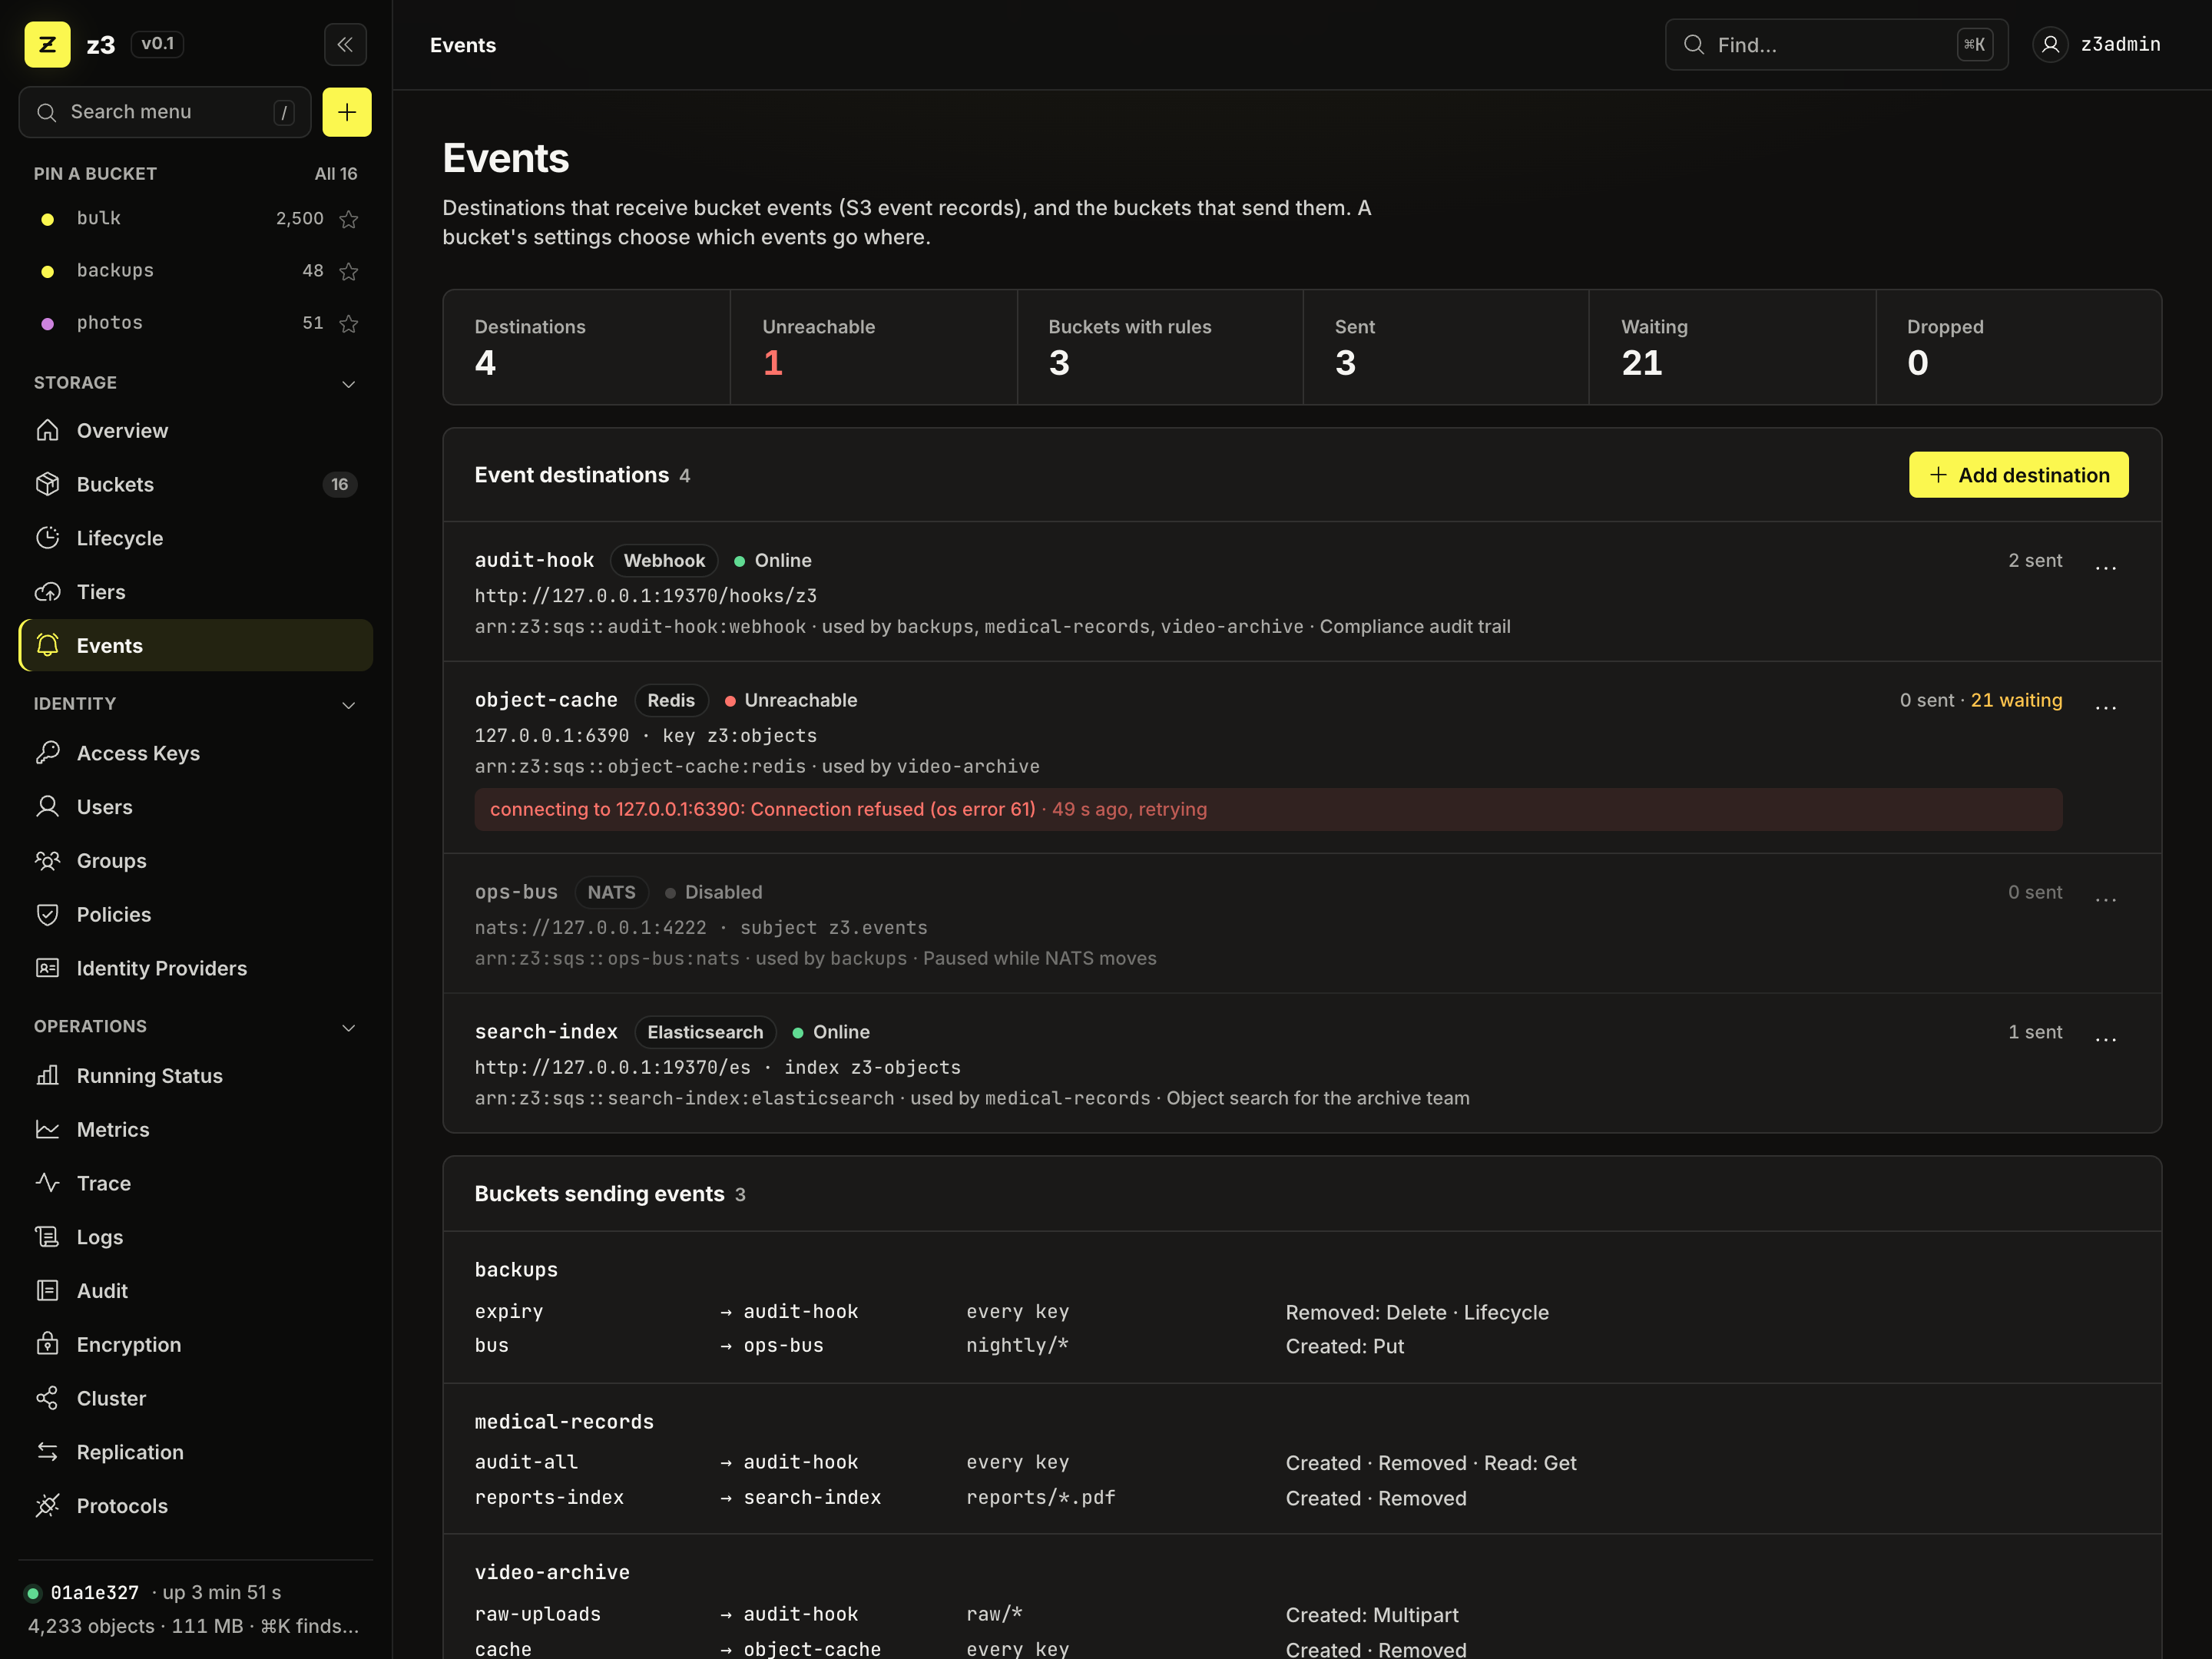 z3 v0.1
Search menu /
PIN A BUCKET All 16
bulk 2,500
backups 48
photos 51
STORAGE
Overview
Buckets 16
Lifecycle
Tiers
Events
IDENTITY
Access Keys
Users
Groups
Policies
Identity Providers
OPERATIONS
Running Status
Metrics
Trace
Logs
Audit
Encryption
Cluster
Replication
Protocols
01a1e327 · up 3 min 51 s
4,233 objects · 111 MB · ⌘K finds...
Events
Find... ⌘K z3admin
Events
Destinations that receive bucket events (S3 event records), and the buckets that send them. A
bucket's settings choose which events go where.
Destinations
4
Unreachable
1
Buckets with rules
3
Sent
3
Waiting
21
Dropped
0
Event destinations 4 + Add destination
audit-hook Webhook Online 2 sent ...
http://127.0.0.1:19370/hooks/z3
arn:z3:sqs::audit-hook:webhook · used by backups, medical-records, video-archive · Compliance audit trail
object-cache Redis Unreachable 0 sent · 21 waiting ...
127.0.0.1:6390 · key z3:objects
arn:z3:sqs::object-cache:redis · used by video-archive
connecting to 127.0.0.1:6390: Connection refused (os error 61) · 49 s ago, retrying
ops-bus NATS Disabled 0 sent ...
nats://127.0.0.1:4222 · subject z3.events
arn:z3:sqs::ops-bus:nats · used by backups · Paused while NATS moves
search-index Elasticsearch Online 1 sent ...
http://127.0.0.1:19370/es · index z3-objects
arn:z3:sqs::search-index:elasticsearch · used by medical-records · Object search for the archive team
Buckets sending events 3
backups
expiry → audit-hook every key Removed: Delete · Lifecycle
bus → ops-bus nightly/* Created: Put
medical-records
audit-all → audit-hook every key Created · Removed · Read: Get
reports-index → search-index reports/*.pdf Created · Removed
video-archive
raw-uploads → audit-hook raw/* Created: Multipart
cache → object-cache every key Created · Removed